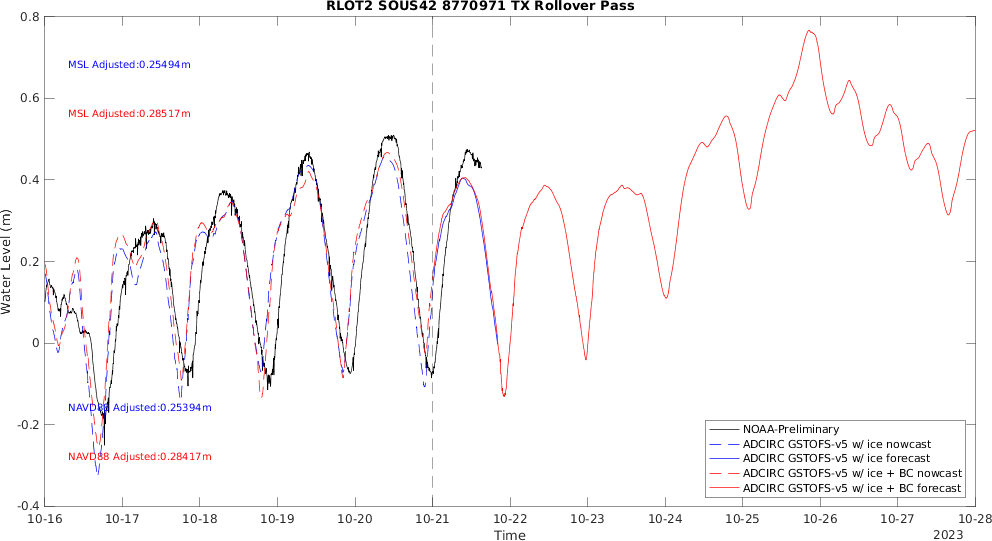 RLOT2 SOUS42 8770971 TX Rollover Pass
0.8
0.6
0.4
0.2
0
-0.2
-0.4
Water Level (m)
MSL Adjusted:0.25494m
MSL Adjusted:0.28517m
NAVD88 Adjusted:0.25394m
NAVD88 Adjusted:0.28417m
NOAA-Preliminary
ADCIRC GSTOFS-v5 w/ ice nowcast
ADCIRC GSTOFS-v5 w/ ice forecast
ADCIRC GSTOFS-v5 w/ ice + BC nowcast
ADCIRC GSTOFS-v5 w/ ice + BC forecast
10-16 10-17 10-18 10-19 10-20 10-21 10-22 10-23 10-24 10-25 10-26 10-27 10-28
Time
2023